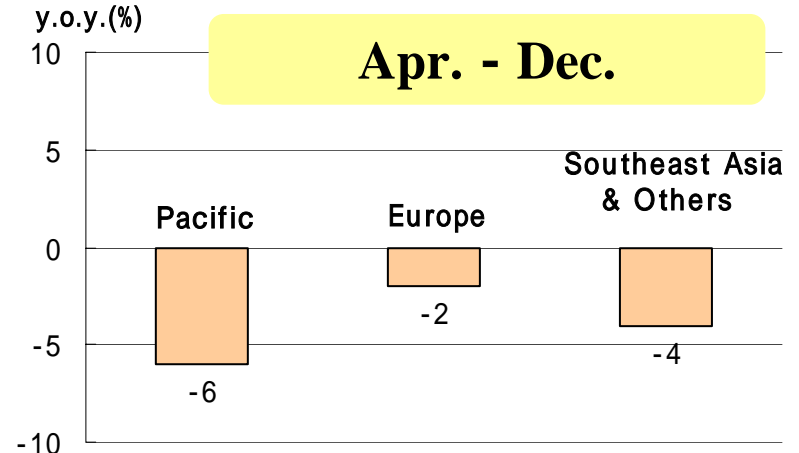 y.o.y.(%)
Apr. - Dec.
10
5
0
-5
-10
Pacific
Europe
Southeast Asia
& Others
-6
-2
-4